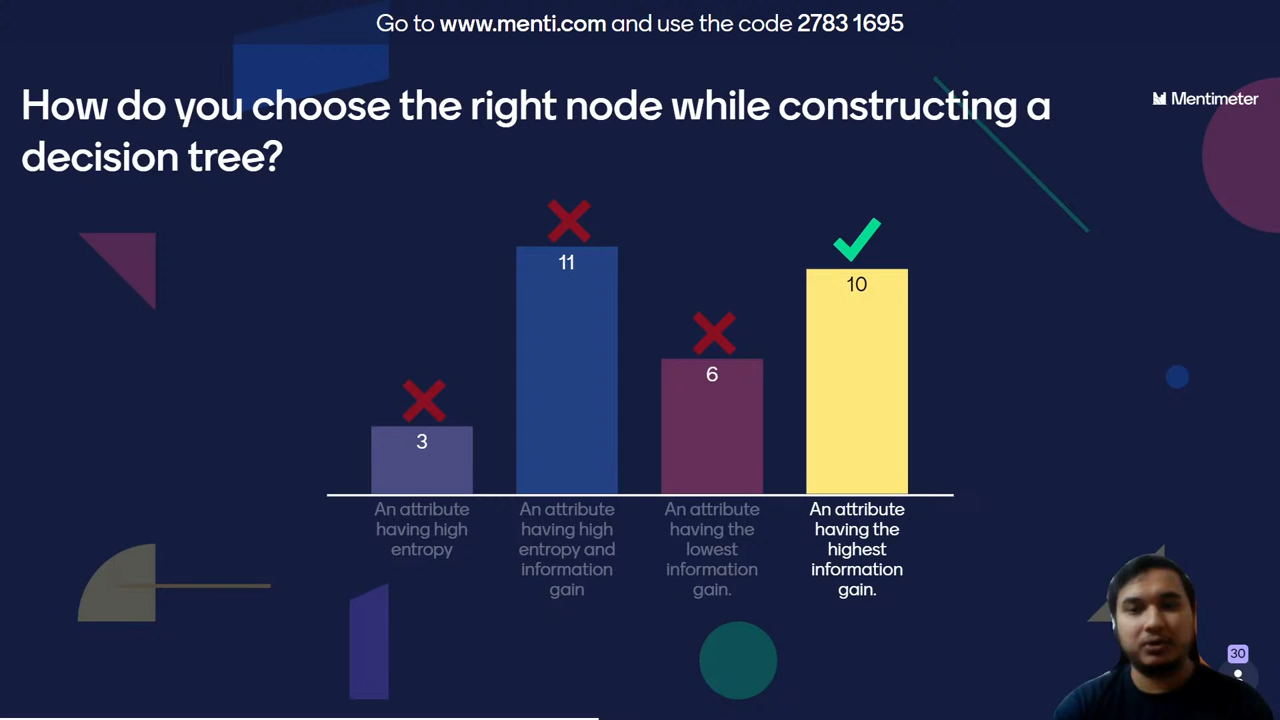 Go to www.menti.com and use the code 2783 1695
How do you choose the right node while constructing a
decision tree?
Mentimeter
11
10
6
3
An attribute
having high
entropy
An attribute
having high
entropy and
information
gain
An attribute
having the
lowest
information
gain.
An attribute
having the
highest
information
gain.
30